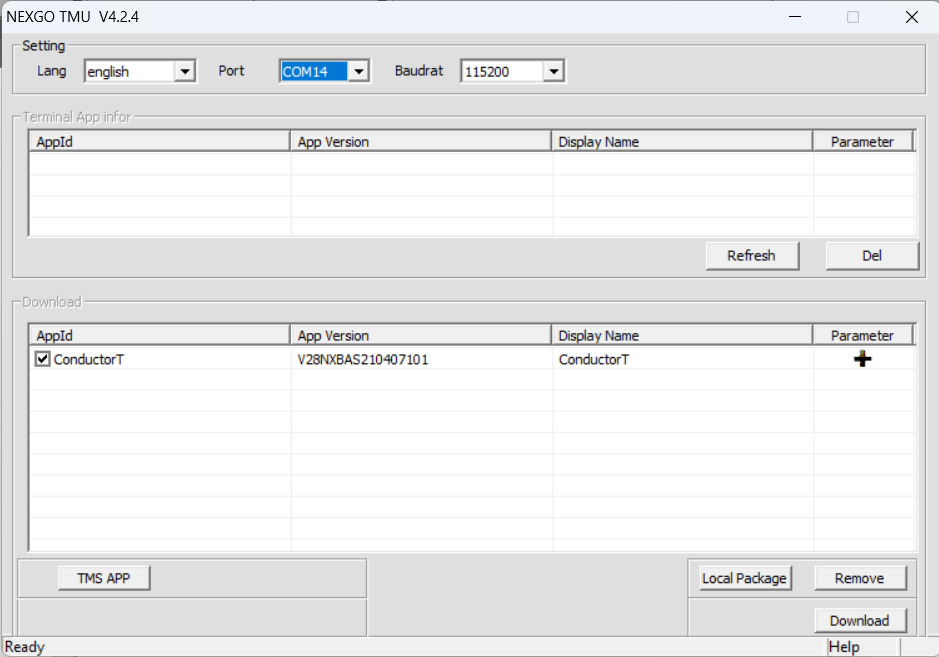 NEXGO TMU V4.2.4
Setting
Lang english Port COM14 Baudrat 115200
Terminal App infor
AppId App Version Display Name Parameter
Refresh Del
Download
AppId App Version Display Name Parameter
ConductorT V28NXBAS210407101 ConductorT
TMS APP Local Package Remove
Download
Ready Help